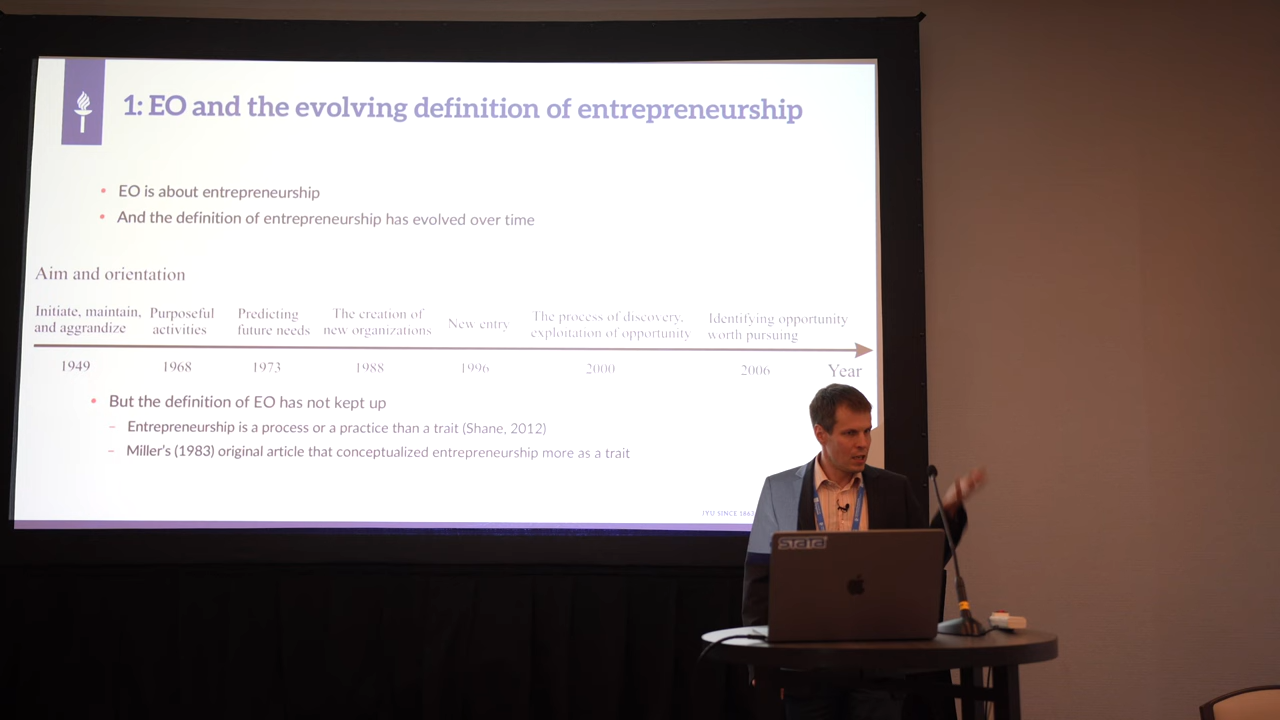 1: EO and the evolving definition of entrepreneurship
• EO is about entrepreneurship
• And the definition of entrepreneurship has evolved over time
Aim and orientation
Initiate, maintain, and aggrandize
Purposeful activities
Predicting future needs
The creation of new organizations
New entry
The process of discovery, exploitation of opportunity
Identifying opportunity worth pursuing
1949 1968 1973 1988 1996 2000 2006 Year
• But the definition of EO has not kept up
– Entrepreneurship is a process or a practice than a trait (Shane, 2012)
– Miller's (1983) original article that conceptualized entrepreneurship more as a trait
JYU SINCE 1863
STATA